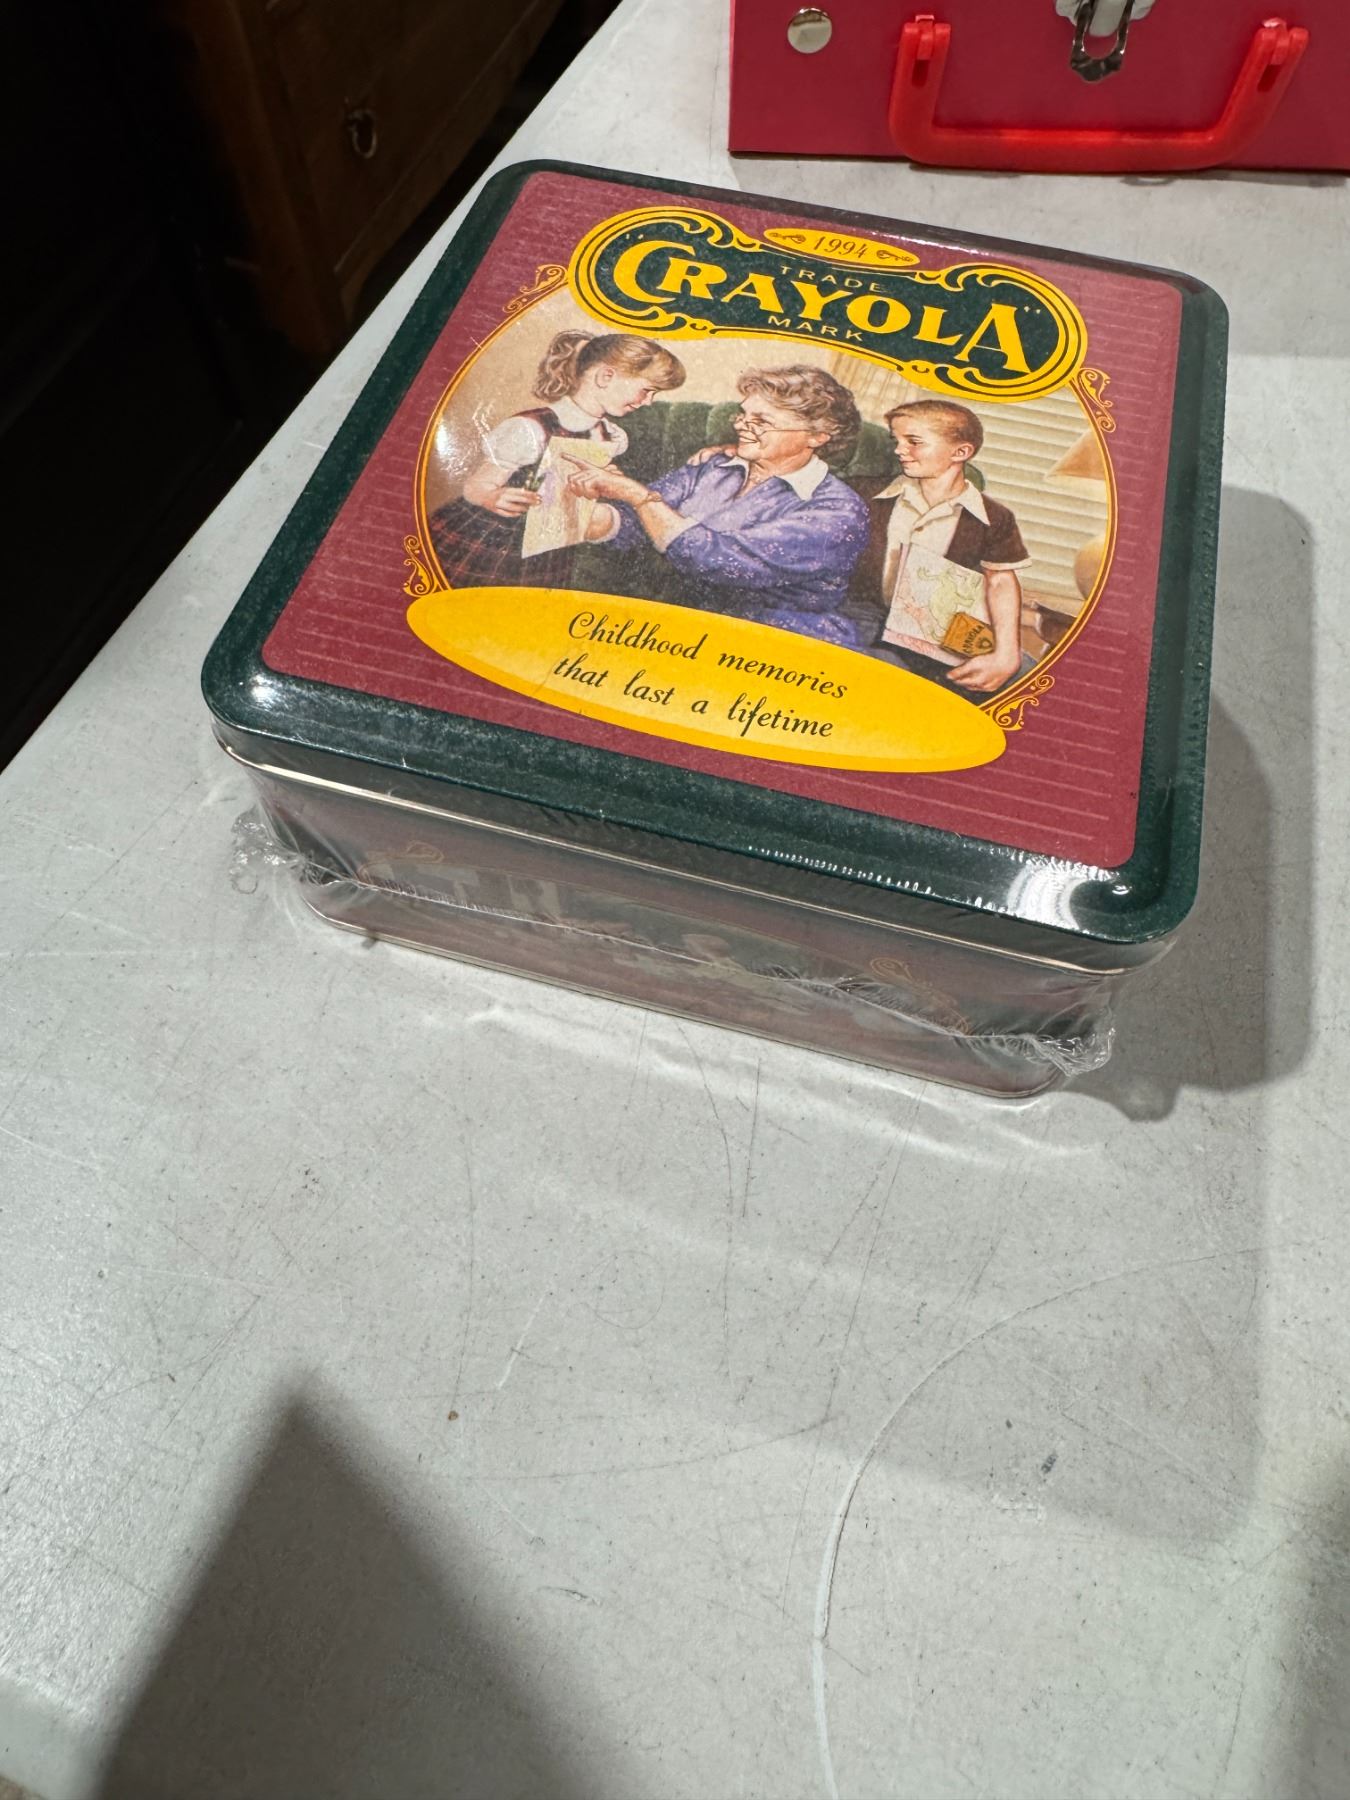 1994
"CRAYOLA"
TRADE
MARK
Childhood memories
that last a lifetime